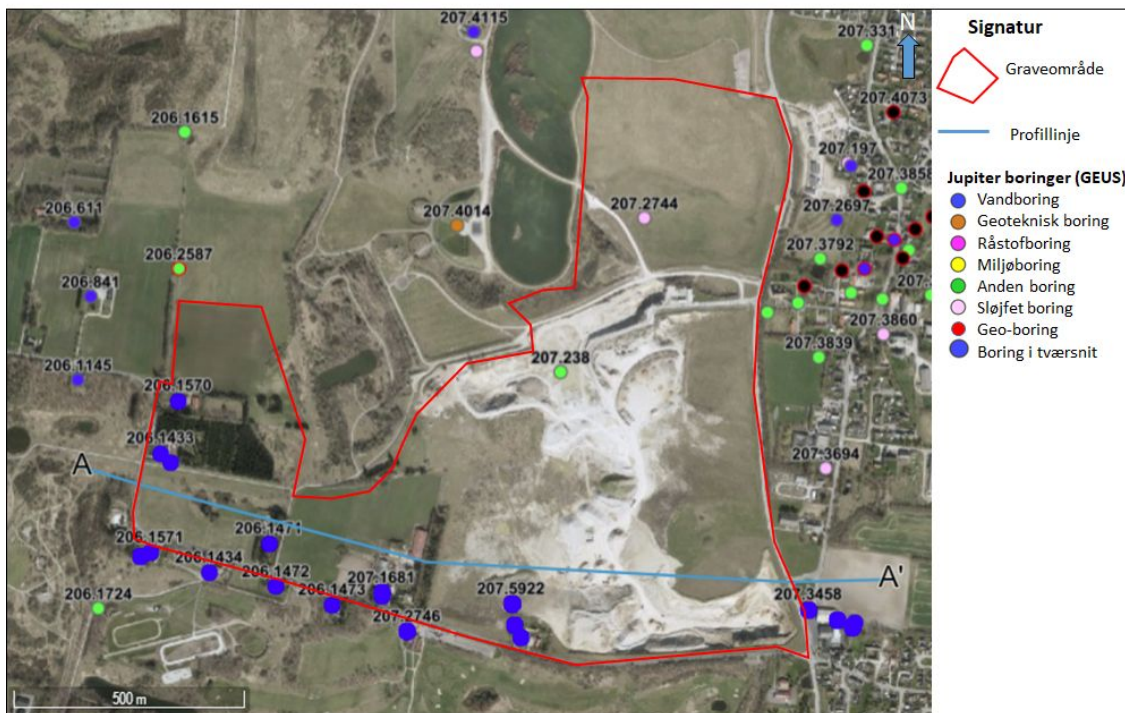 207.4115
N
207.331
206.1615
207.4073
207.197
207.3858
206.611
207.4014
207.2744
207.2697
206.2587
207.3792
206.841
207.3860
206.1145
207.238
207.3839
206.1570
206.1433
A
207.3694
206.1571
206.1471
206.1434
206.1472
206.1473
207.1681
207.5922
A'
207.3458
206.1724
207.2746
500 m
Signatur
Graveområde
Profillinje
Jupiter boringer (GEUS)
Vandboring
Geoteknisk boring
Råstofboring
Miljøboring
Anden boring
Sløjfet boring
Geo-boring
Boring i tværsnit